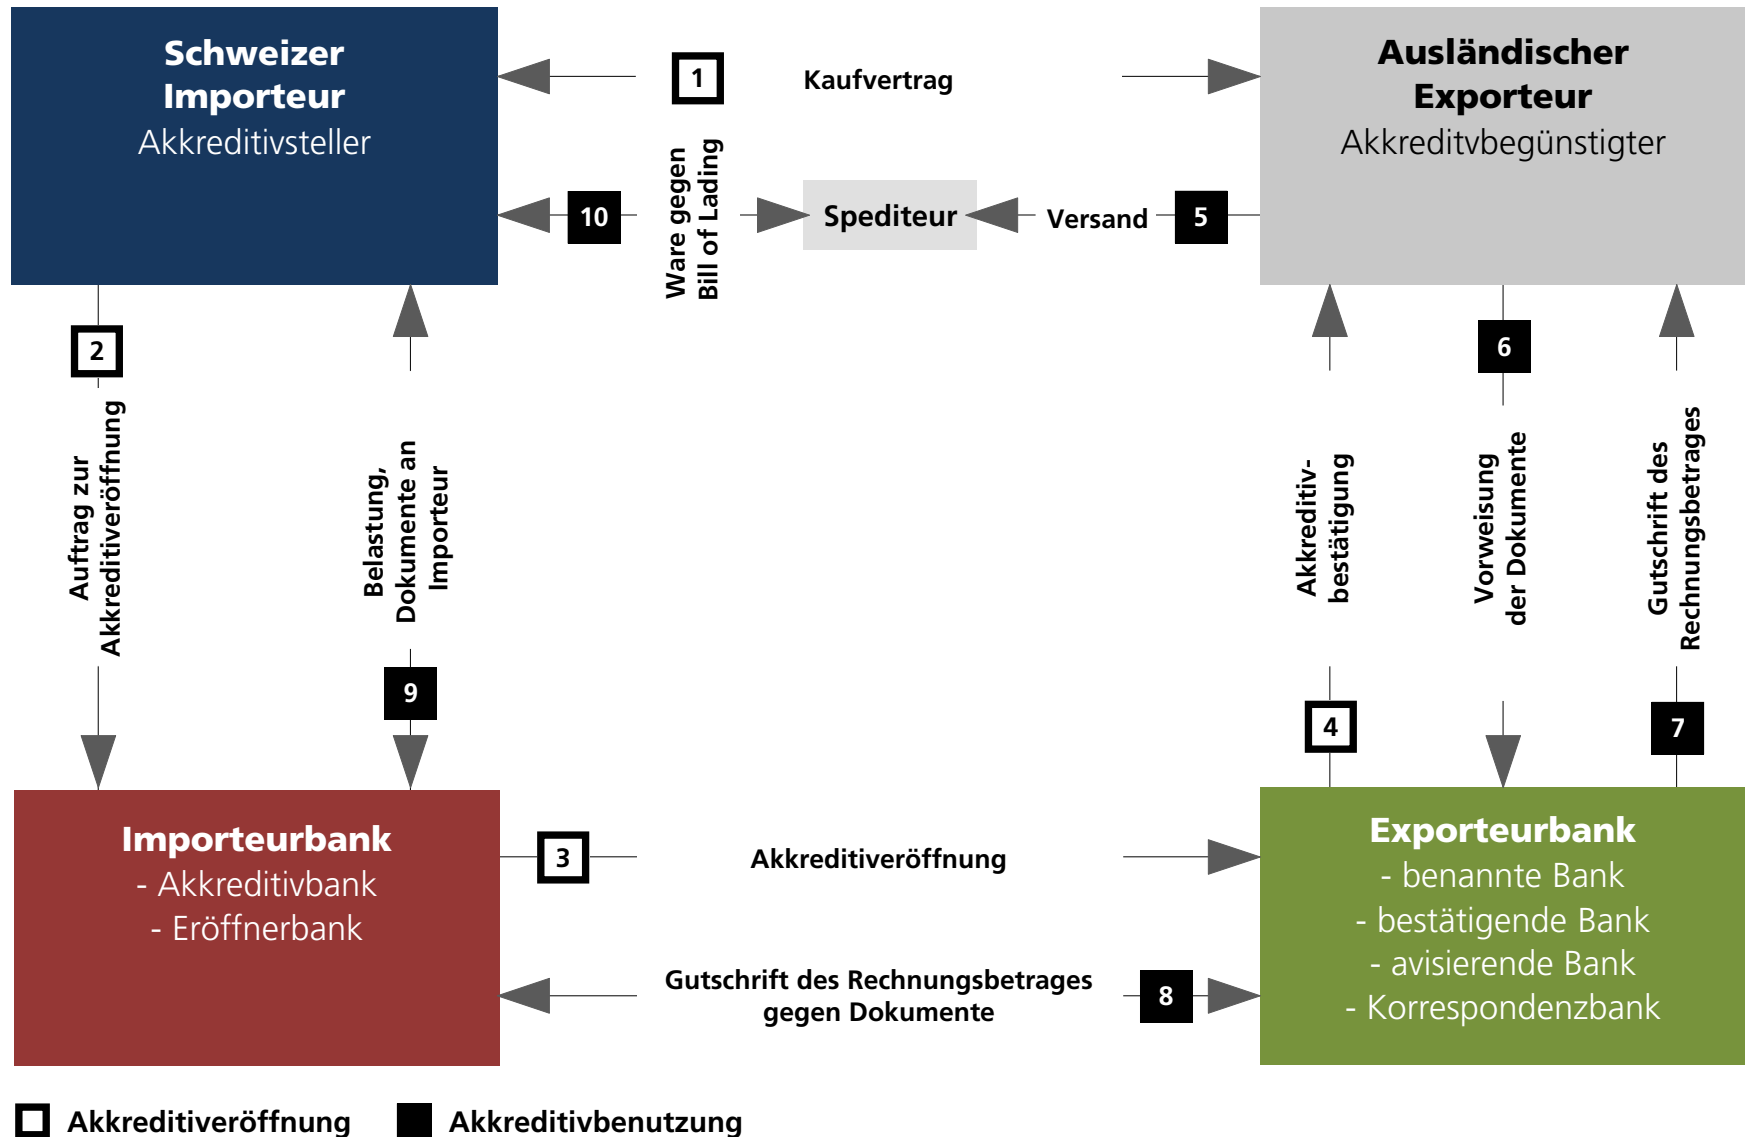 Schweizer
Importeur
Akkreditivsteller
1
Kaufvertrag
Ausländischer
Exporteur
Akkreditvbegünstigter
10
Ware gegen
Bill of Lading
Spediteur
Versand
5
2
Auftrag zur
Akkreditiveröffnung
Belastung,
Dokumente an
Importeur
9
Akkreditiv-
bestätigung
4
6
Vorweisung
der Dokumente
Gutschrift des
Rechnungsbetrages
7
Importeurbank
- Akkreditivbank
- Eröffnerbank
3
Akkreditiveröffnung
Gutschrift des Rechnungsbetrages
gegen Dokumente
8
Exporteurbank
- benannte Bank
- bestätigende Bank
- avisierende Bank
- Korrespondenzbank
Akkreditiveröffnung
Akkreditivbenutzung